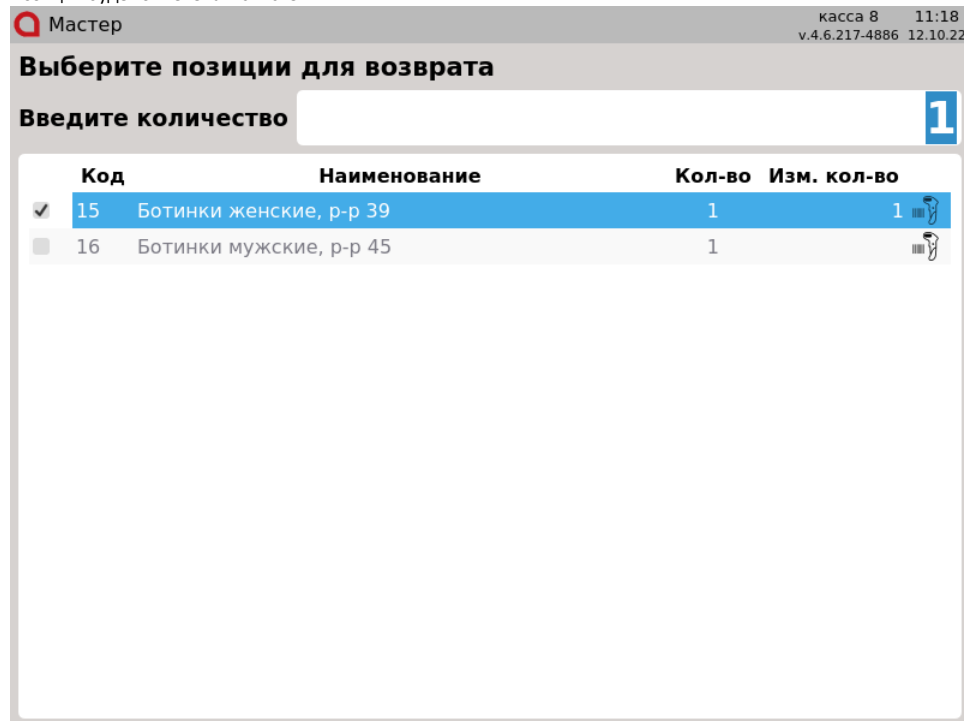 Мастер
касса 8 11:18
v.4.6.217-4886 12.10.22
Выберите позиции для возврата
Введите количество 1
Код Наименование Кол-во Изм. кол-во
15 Ботинки женские, р-р 39 1 1
16 Ботинки мужские, р-р 45 1